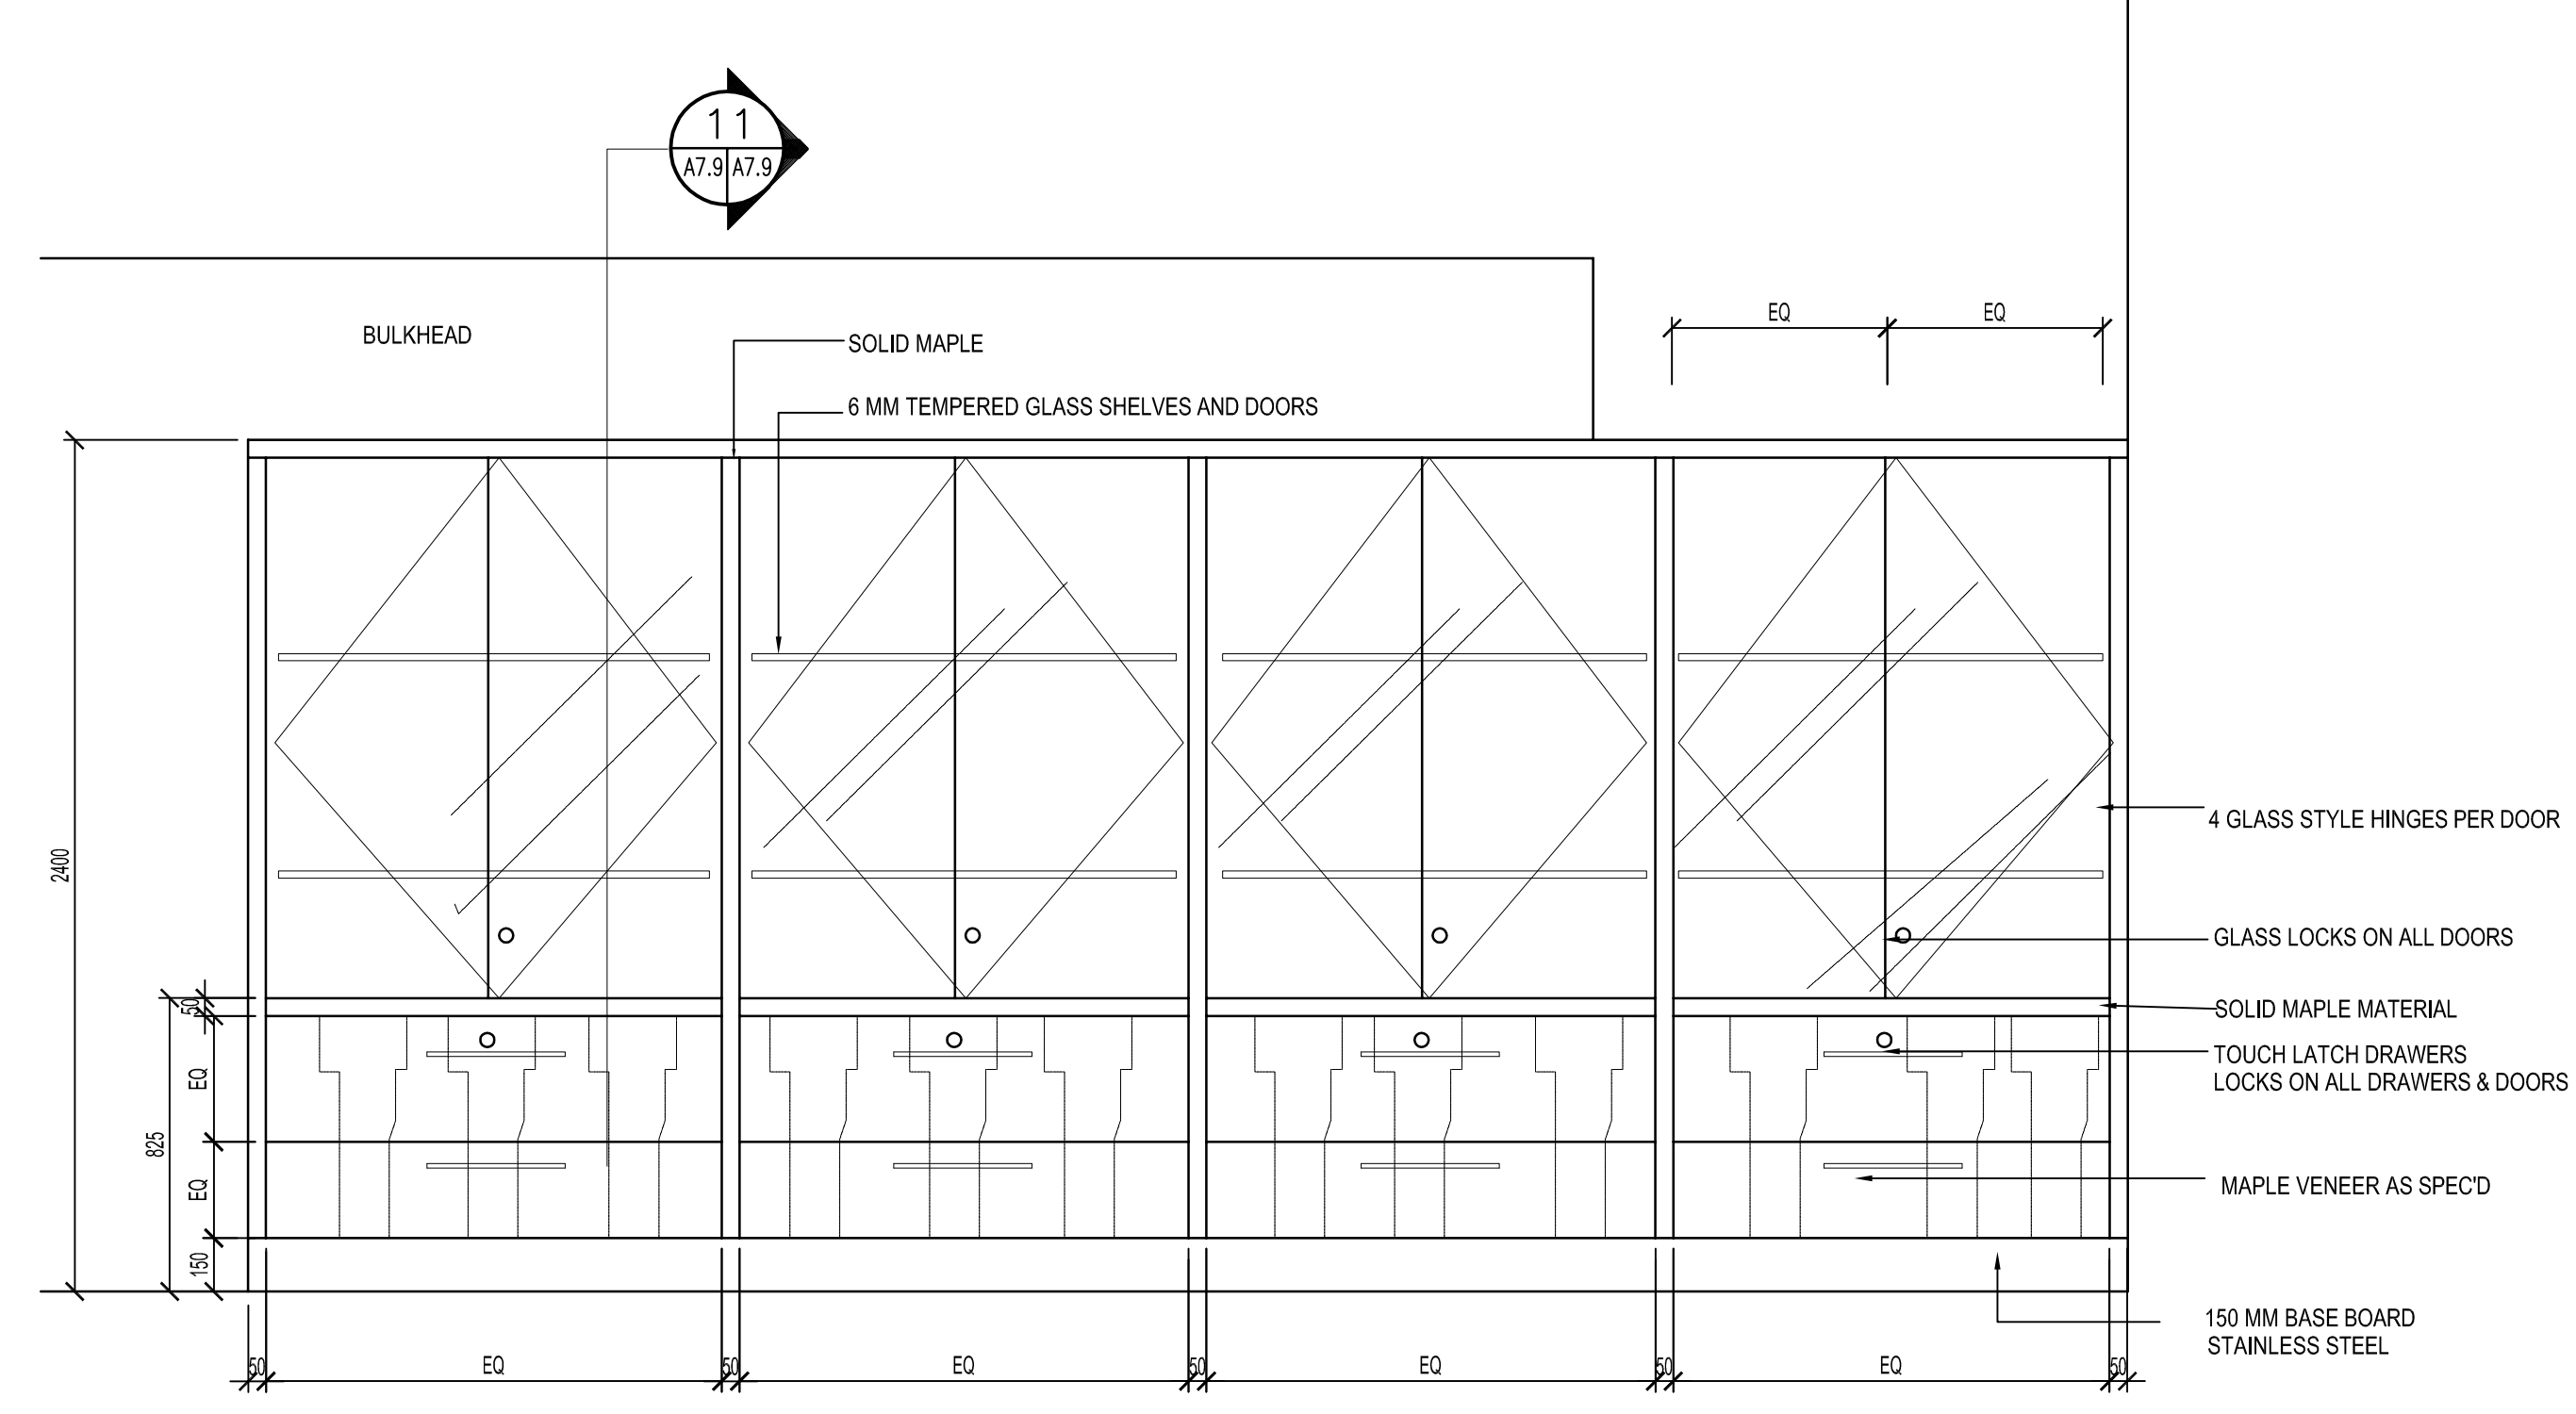 11
A7.9 A7.9
EQ EQ
BULKHEAD
SOLID MAPLE
6 MM TEMPERED GLASS SHELVES AND DOORS
4 GLASS STYLE HINGES PER DOOR
2400
GLASS LOCKS ON ALL DOORS
50
SOLID MAPLE MATERIAL
TOUCH LATCH DRAWERS
LOCKS ON ALL DRAWERS & DOORS
EQ
825
EQ
MAPLE VENEER AS SPEC'D
150
150 MM BASE BOARD
STAINLESS STEEL
50 EQ 50 EQ 50 EQ 50 EQ 50